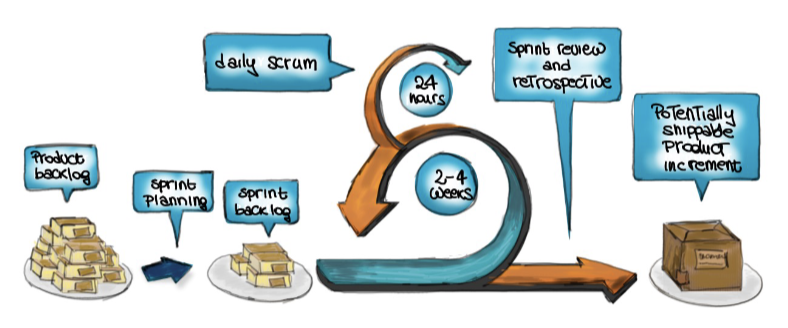 daily scrum
24
hours
sprint review
and
retrospective
Potentially
shippable
Product
increment
Product
backlog
sprint
Planning
sprint
backlog
2-4
weeks